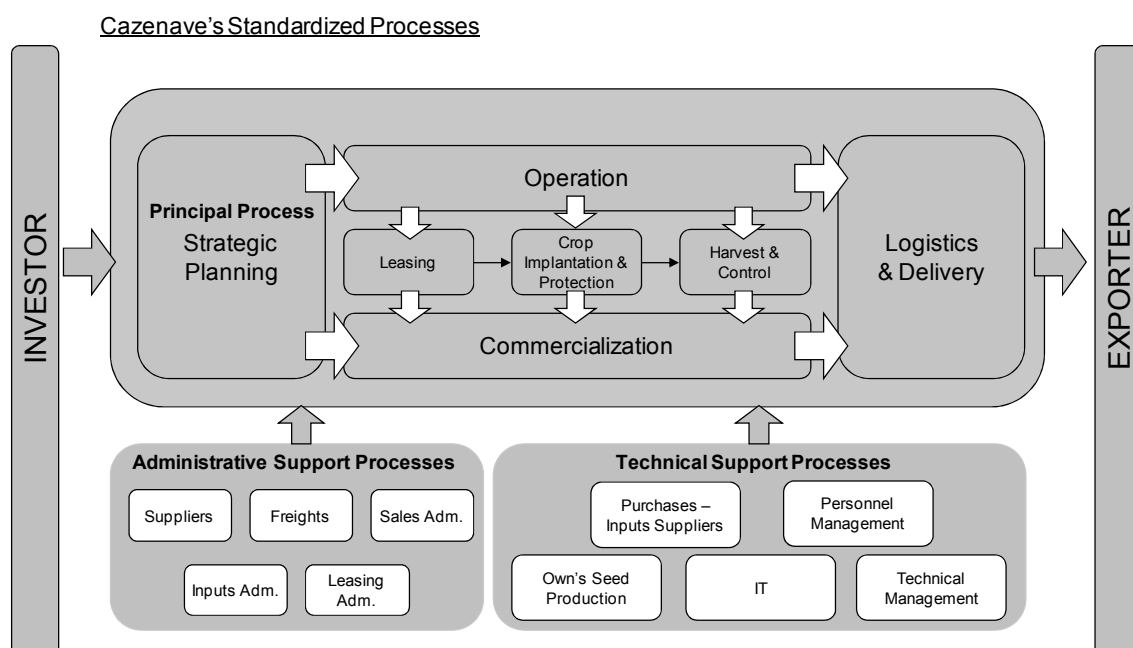 Cazenave's Standardized Processes
INVESTOR
Principal Process
Strategic
Planning
Operation
Leasing
Crop
Implantation &
Protection
Harvest &
Control
Commercialization
Logistics
& Delivery
EXPORTER
Administrative Support Processes
Suppliers
Freights
Sales Adm.
Inputs Adm.
Leasing
Adm.
Technical Support Processes
Purchases –
Inputs Suppliers
Personnel
Management
Own's Seed
Production
IT
Technical
Management